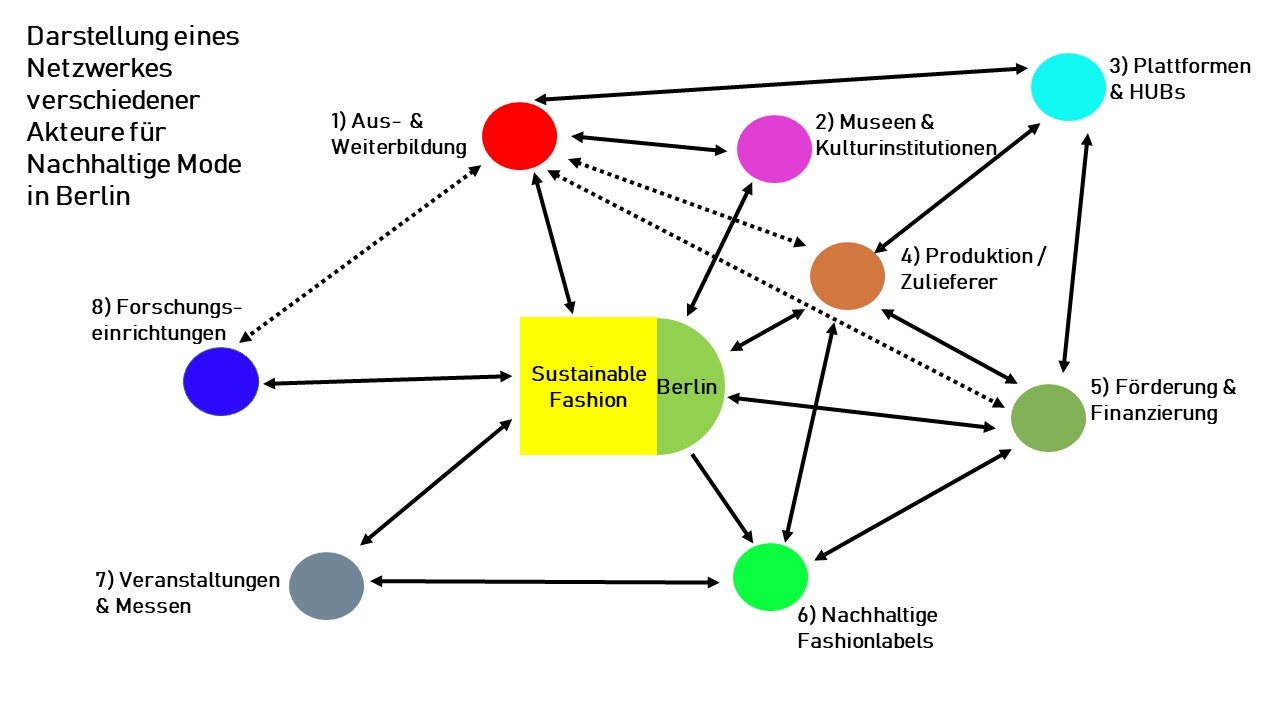 Darstellung eines
Netzwerkes
verschiedener
Akteure für
Nachhaltige Mode
in Berlin
1) Aus- &
Weiterbildung
2) Museen &
Kulturinstitutionen
3) Plattformen
& HUBs
4) Produktion /
Zulieferer
8) Forschungs-
einrichtungen
Sustainable
Fashion
Berlin
5) Förderung &
Finanzierung
7) Veranstaltungen
& Messen
6) Nachhaltige
Fashionlabels